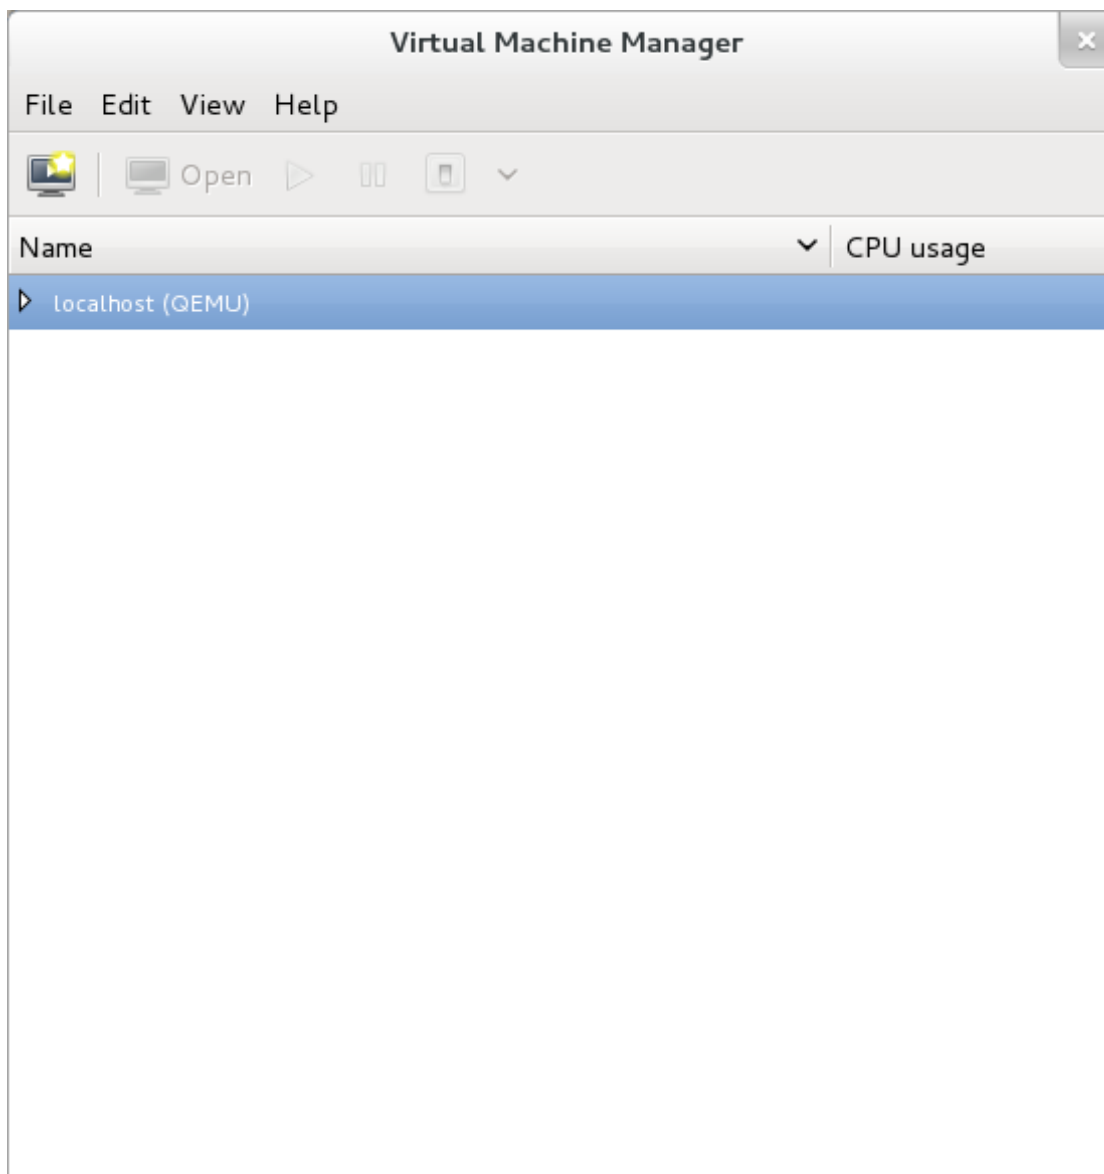 Virtual Machine Manager
File Edit View Help
Open
Name CPU usage
localhost (QEMU)